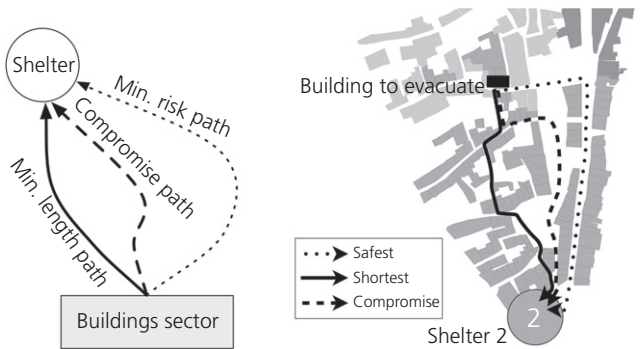 Shelter
Min. risk path
Compromise path
Min. length path
Buildings sector
Building to evacuate
Safest
Shortest
Compromise
2
Shelter 2